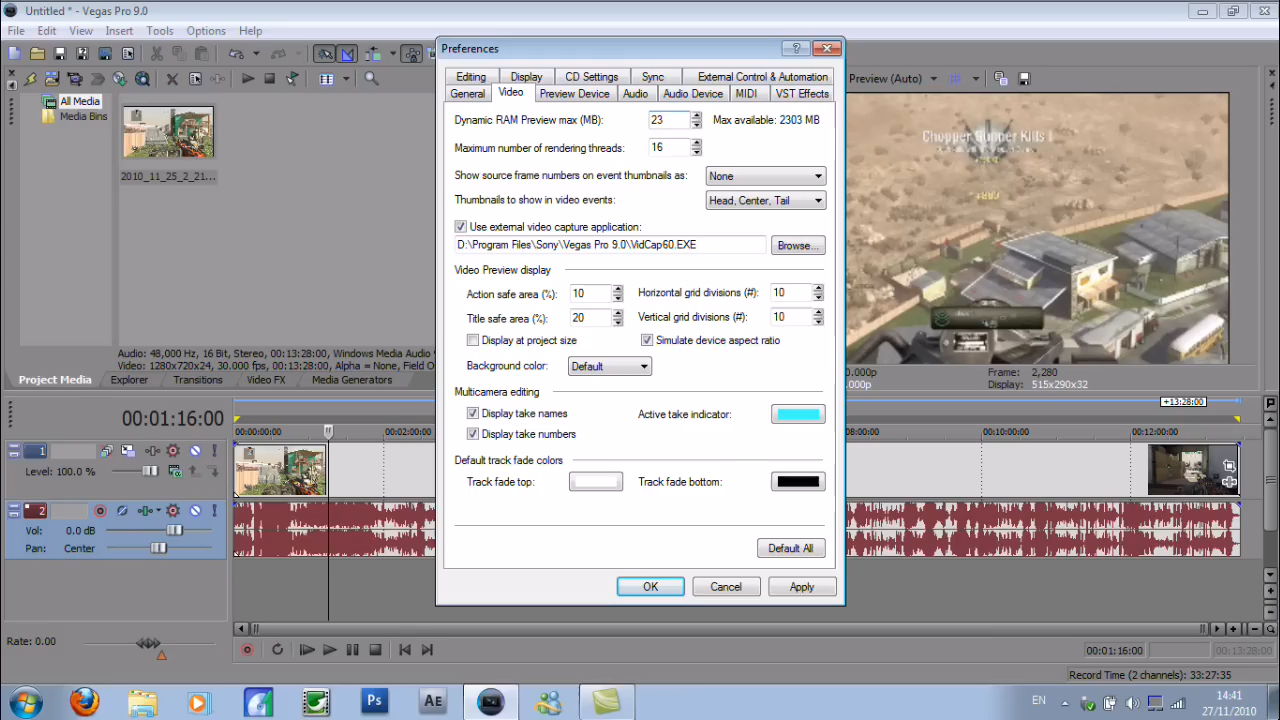 Untitled * - Vegas Pro 9.0
File Edit View Insert Tools Options Help
Preferences
Editing Display CD Settings Sync External Control & Automation
General Video Preview Device Audio Audio Device MIDI VST Effects
Dynamic RAM Preview max (MB): 23 Max available: 2303 MB
Maximum number of rendering threads: 16
Show source frame numbers on event thumbnails as: None
Thumbnails to show in video events: Head, Center, Tail
Use external video capture application:
D:\Program Files\Sony\Vegas Pro 9.0\VidCap60.EXE Browse...
Video Preview display
Action safe area (%): 10 Horizontal grid divisions (#): 10
Title safe area (%): 20 Vertical grid divisions (#): 10
Display at project size Simulate device aspect ratio
Background color: Default
Multicamera editing
Display take names Active take indicator:
Display take numbers
Default track fade colors
Track fade top: Track fade bottom:
Default All
OK Cancel Apply
All Media
Media Bins
2010_11_25_2_21...
Preview (Auto)
Chopper Gunner Kills
Audio: 48,000 Hz, 16 Bit, Stereo, 00:13:28:00, Windows Media Audio
Video: 1280x720x24, 30.000 fps, 00:13:28:00, Alpha = None, Field O
Project Media Explorer Transitions Video FX Media Generators
.000p Frame: 2,280
.000p Display: 515x290x32
00:01:16:00
+13:28:00
00:00:00:00 00:02:00:00 :08:00:00 00:10:00:00 00:12:00:00
1
Level: 100.0 %
2
Vol: 0.0 dB
Pan: Center
Rate: 0.00
00:01:16:00 00:13:28:00
Record Time (2 channels): 33:27:35
Ps AE EN 14:41
27/11/2010